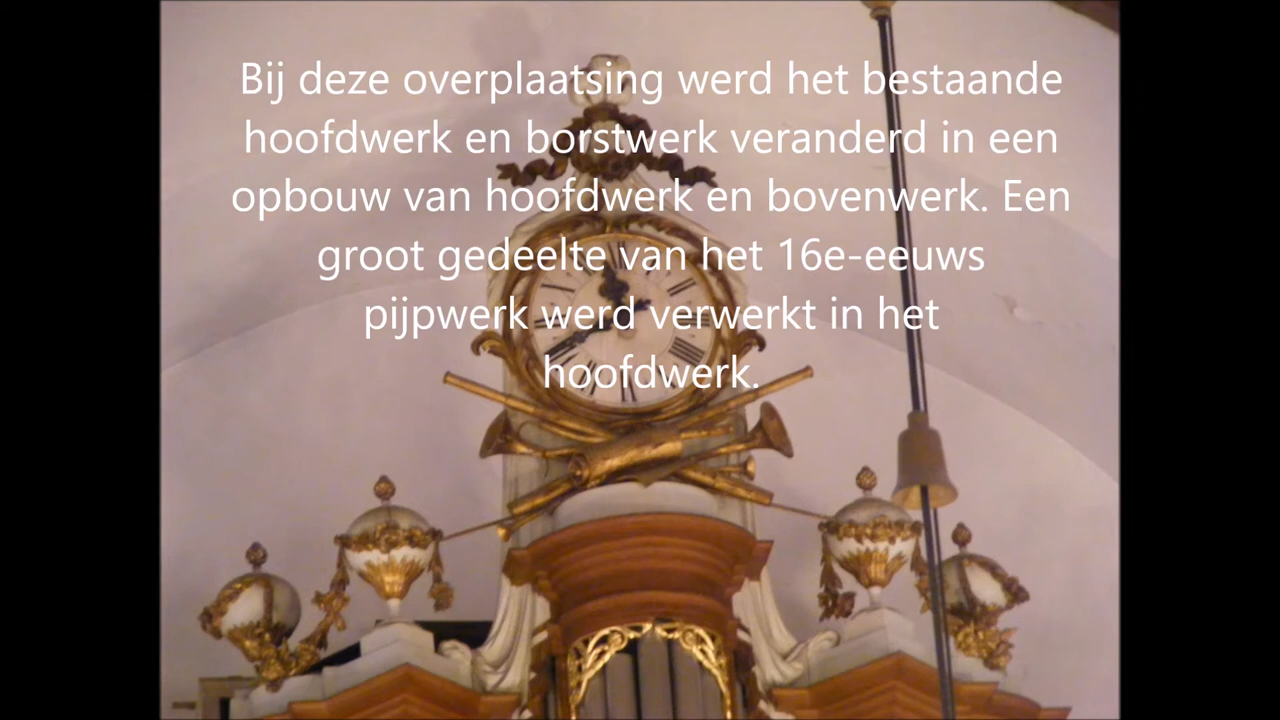 Bij deze overplaatsing werd het bestaande
hoofdwerk en borstwerk veranderd in een
opbouw van hoofdwerk en bovenwerk. Een
groot gedeelte van het 16e-eeuws
pijpwerk werd verwerkt in het
hoofdwerk.